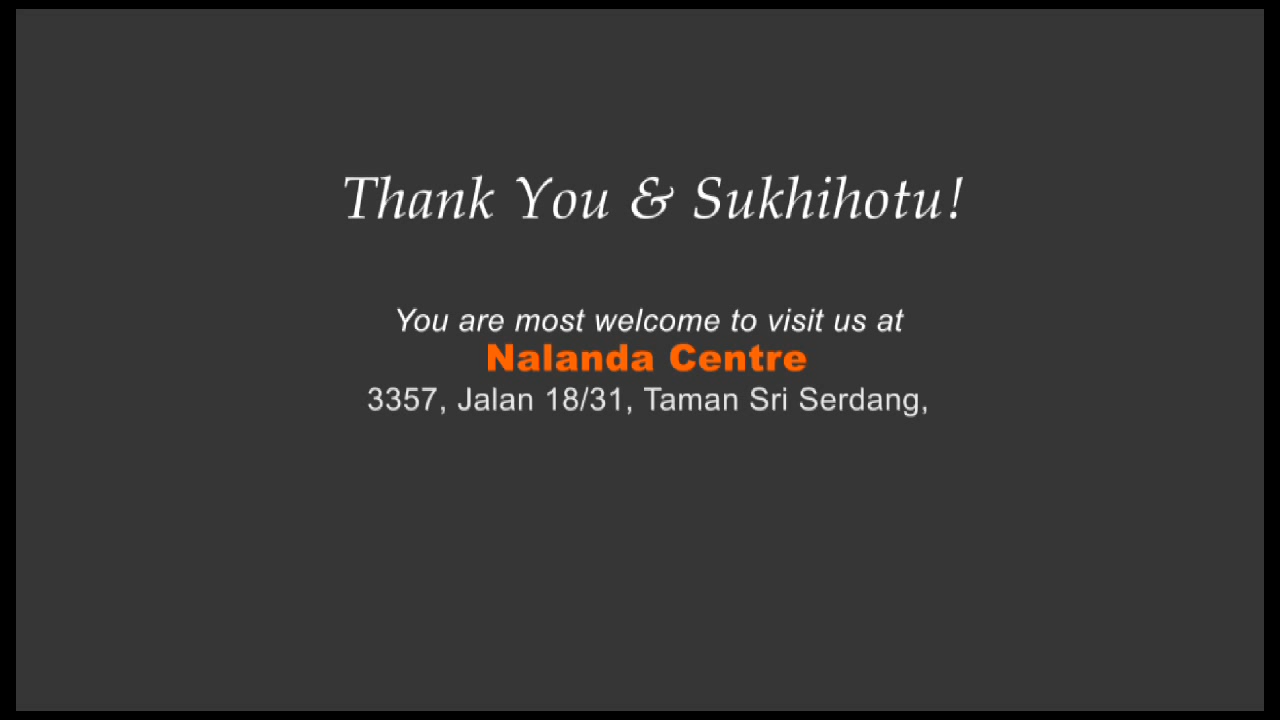 Thank You & Sukhihotu!
You are most welcome to visit us at
Nalanda Centre
3357, Jalan 18/31, Taman Sri Serdang,